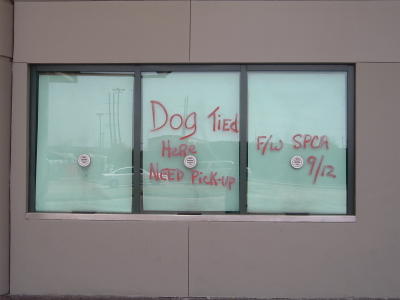 Dog Tied
Here
NEED Pick-up
F/W SPCA
9/12